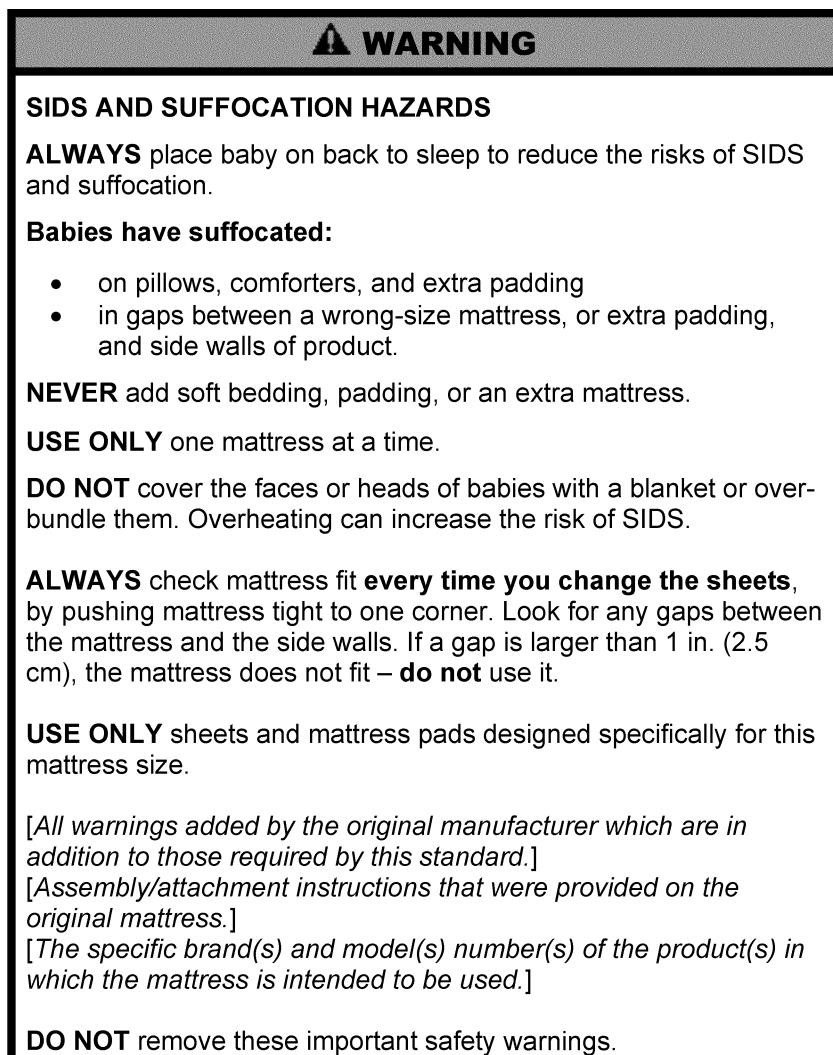 ⚠ WARNING
SIDS AND SUFFOCATION HAZARDS
ALWAYS place baby on back to sleep to reduce the risks of SIDS
and suffocation.
Babies have suffocated:
• on pillows, comforters, and extra padding
• in gaps between a wrong-size mattress, or extra padding,
and side walls of product.
NEVER add soft bedding, padding, or an extra mattress.
USE ONLY one mattress at a time.
DO NOT cover the faces or heads of babies with a blanket or over-
bundle them. Overheating can increase the risk of SIDS.
ALWAYS check mattress fit every time you change the sheets,
by pushing mattress tight to one corner. Look for any gaps between
the mattress and the side walls. If a gap is larger than 1 in. (2.5
cm), the mattress does not fit – do not use it.
USE ONLY sheets and mattress pads designed specifically for this
mattress size.
[All warnings added by the original manufacturer which are in
addition to those required by this standard.]
[Assembly/attachment instructions that were provided on the
original mattress.]
[The specific brand(s) and model(s) number(s) of the product(s) in
which the mattress is intended to be used.]
DO NOT remove these important safety warnings.